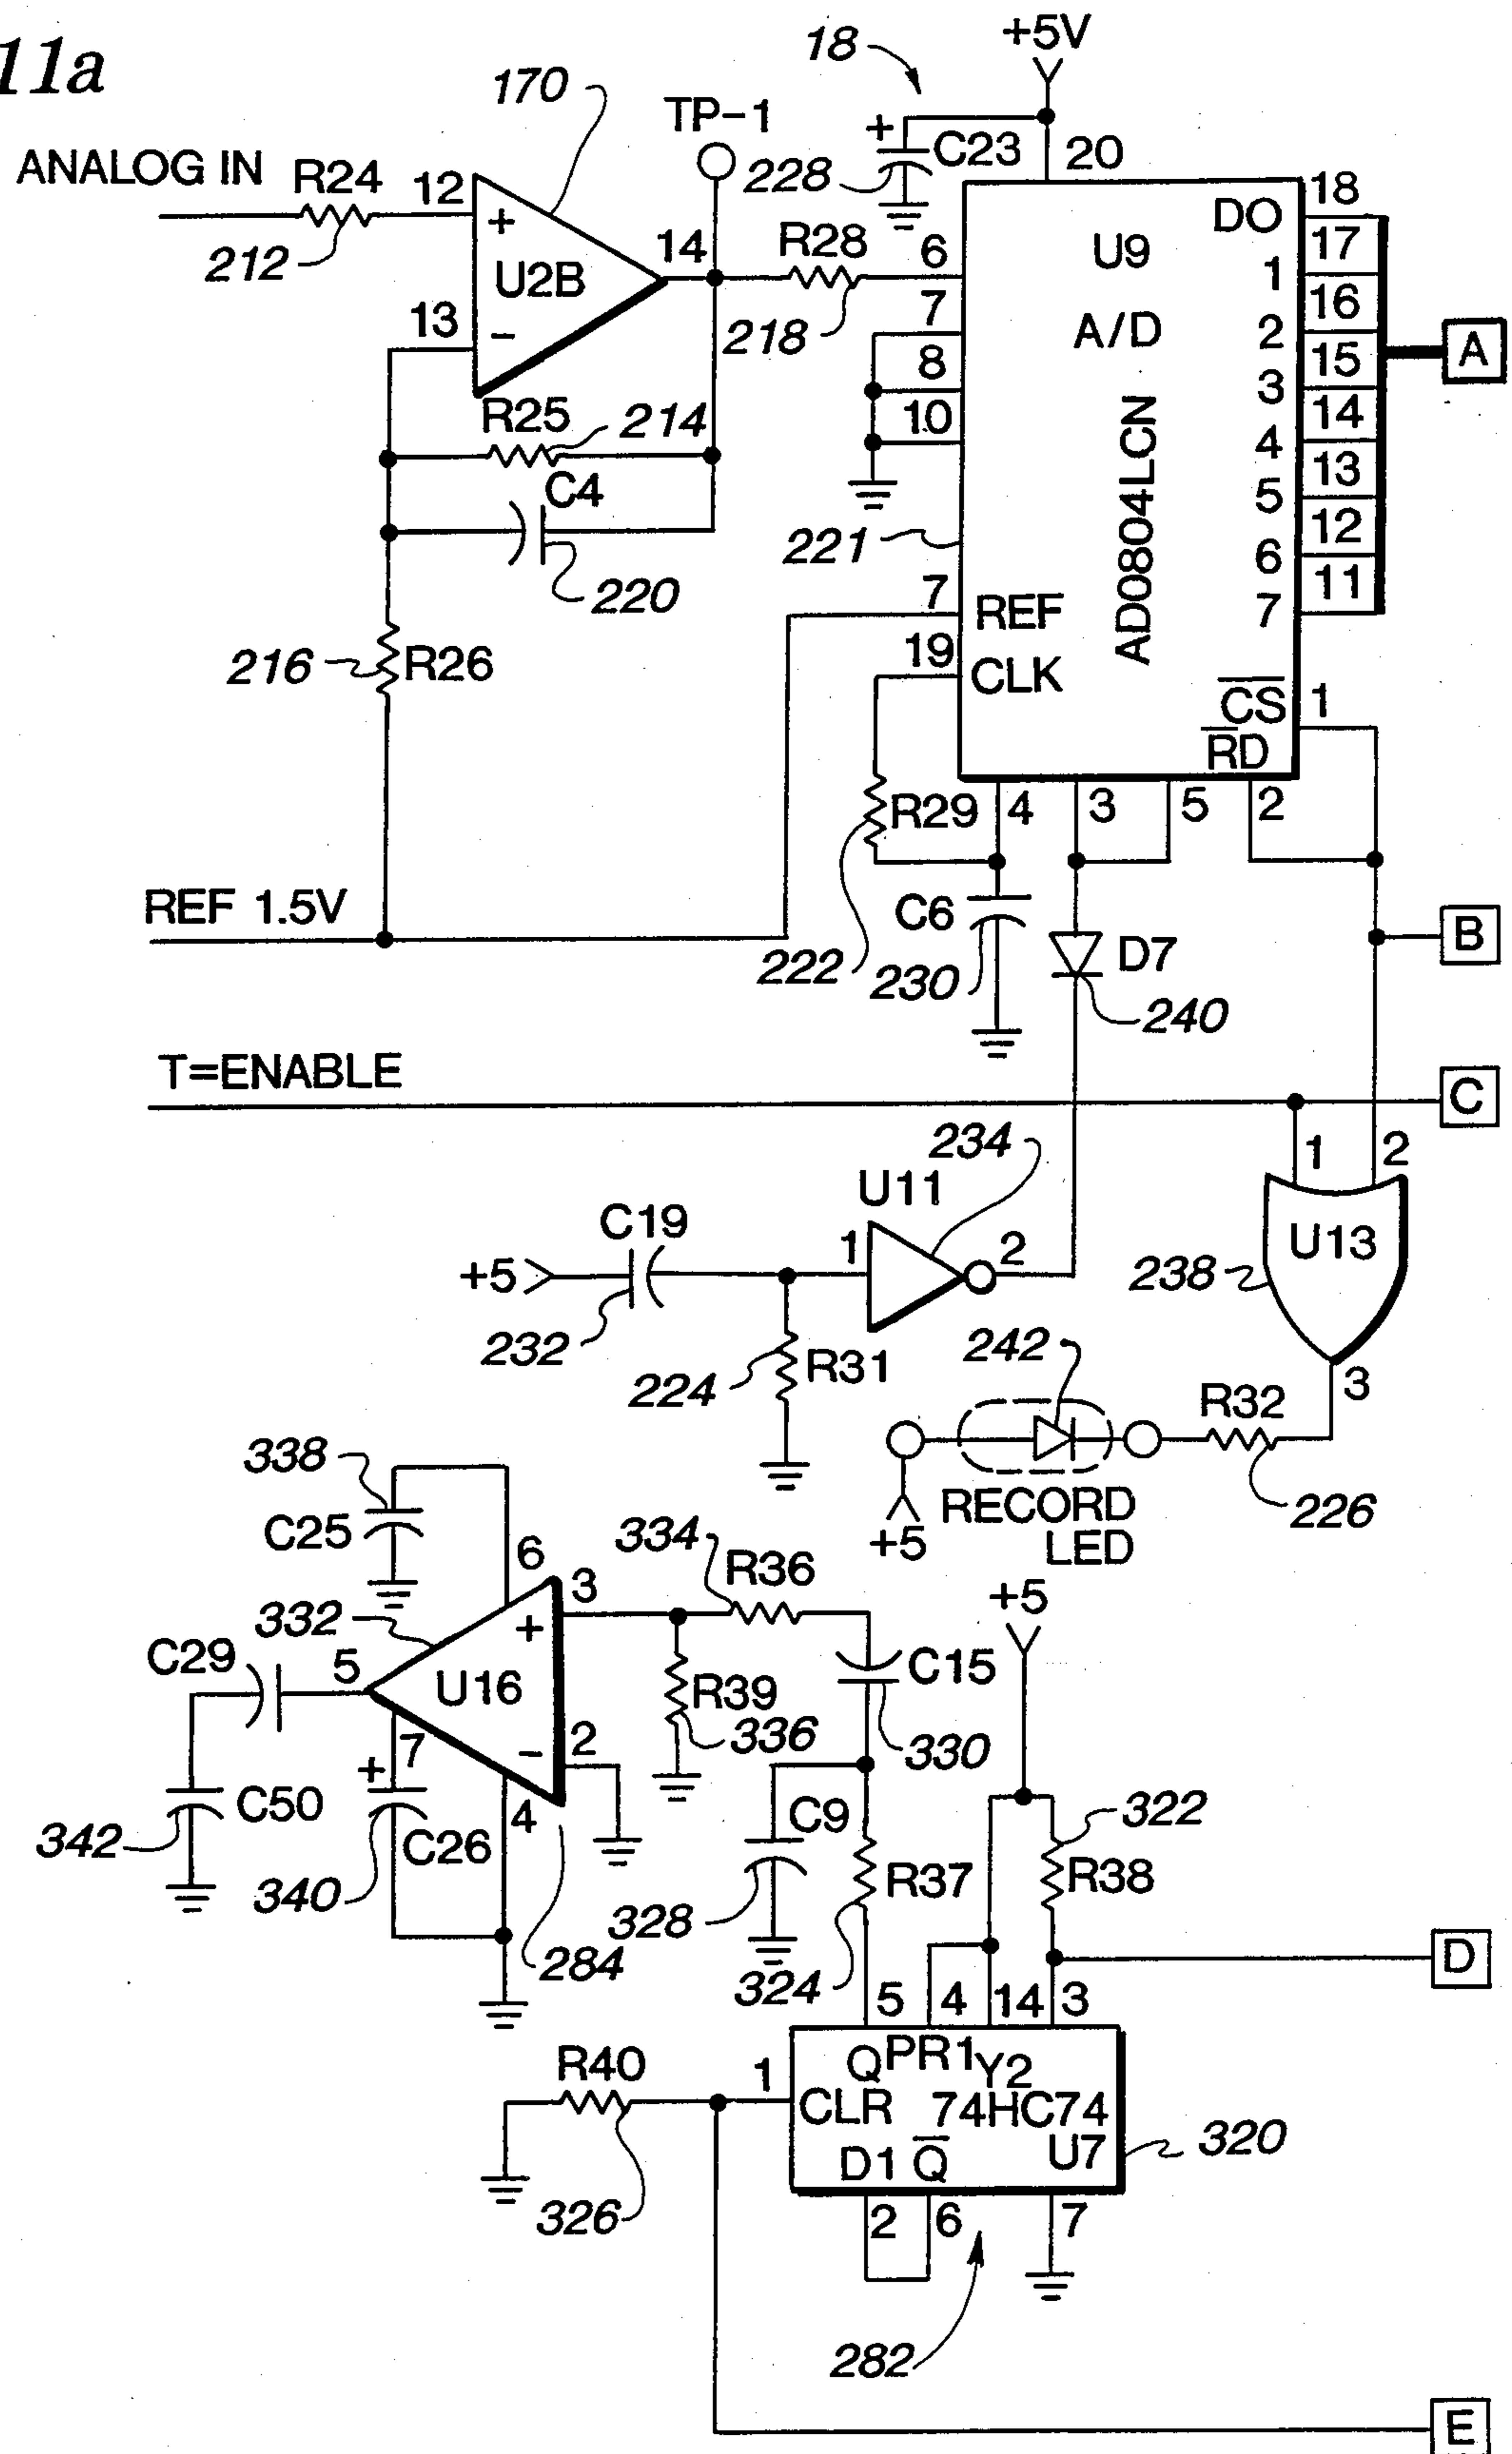 11a
18
+5V
170
TP-1
+
C23
20
228
ANALOG IN
R24
12
+
212
U2B
14
R28
6
218
13
-
7
8
10
U9
A/D
AD0804LCN
DO
18
1
17
2
16
3
15
4
14
5
13
6
12
7
11
A
R25
214
C4
220
221
7
REF
19
CLK
216
R26
CS
1
RD
R29
4
3
5
2
REF 1.5V
C6
222
230
D7
240
B
T=ENABLE
C
234
1
2
U11
C19
+5
1
2
U13
238
232
224
R31
242
3
R32
226
+5
RECORD
LED
338
C25
6
334
R36
3
+
332
+5
C29
5
U16
R39
336
C15
330
7
-
2
+
C50
342
C26
4
340
284
C9
328
R37
324
322
R38
D
5
4
14
3
R40
1
Q
PR1
Y2
CLR
74HC74
D1
Q
U7
320
326
2
6
7
282
E